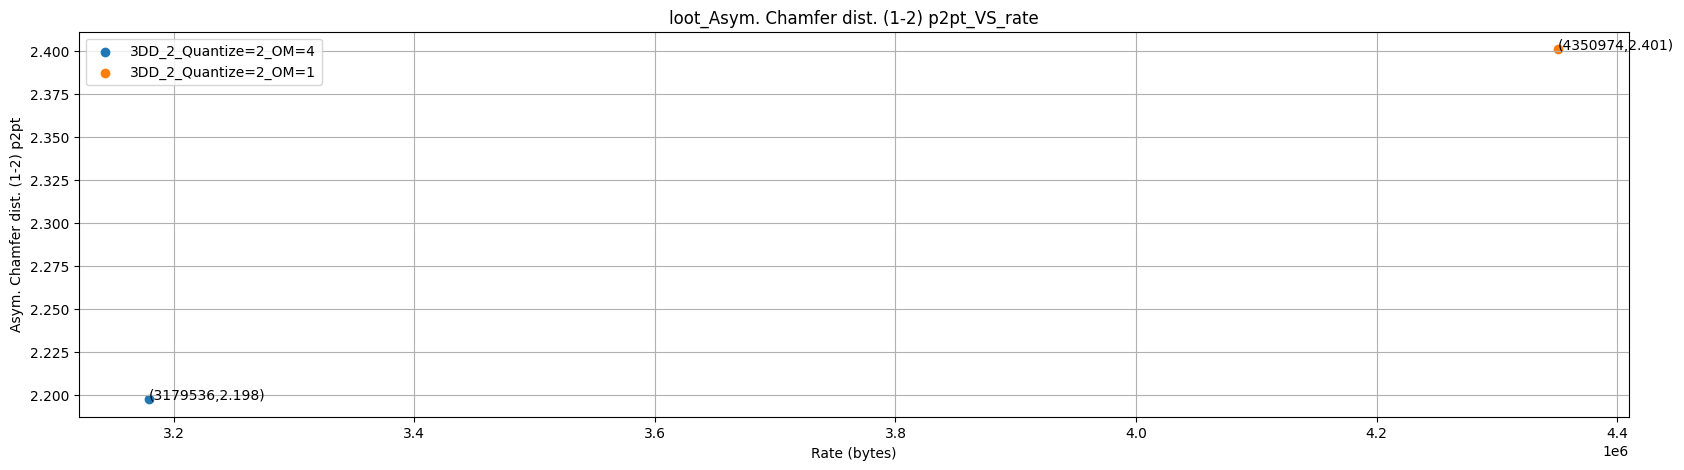 loot_Asym. Chamfer dist. (1-2) p2pt_VS_rate
3DD_2_Quantize=2_OM=4
3DD_2_Quantize=2_OM=1
(4350974,2.401)
(3179536,2.198)
Asym. Chamfer dist. (1-2) p2pt
2.400
2.375
2.350
2.325
2.300
2.275
2.250
2.225
2.200
3.2 3.4 3.6 3.8 4.0 4.2 4.4
1e6
Rate (bytes)